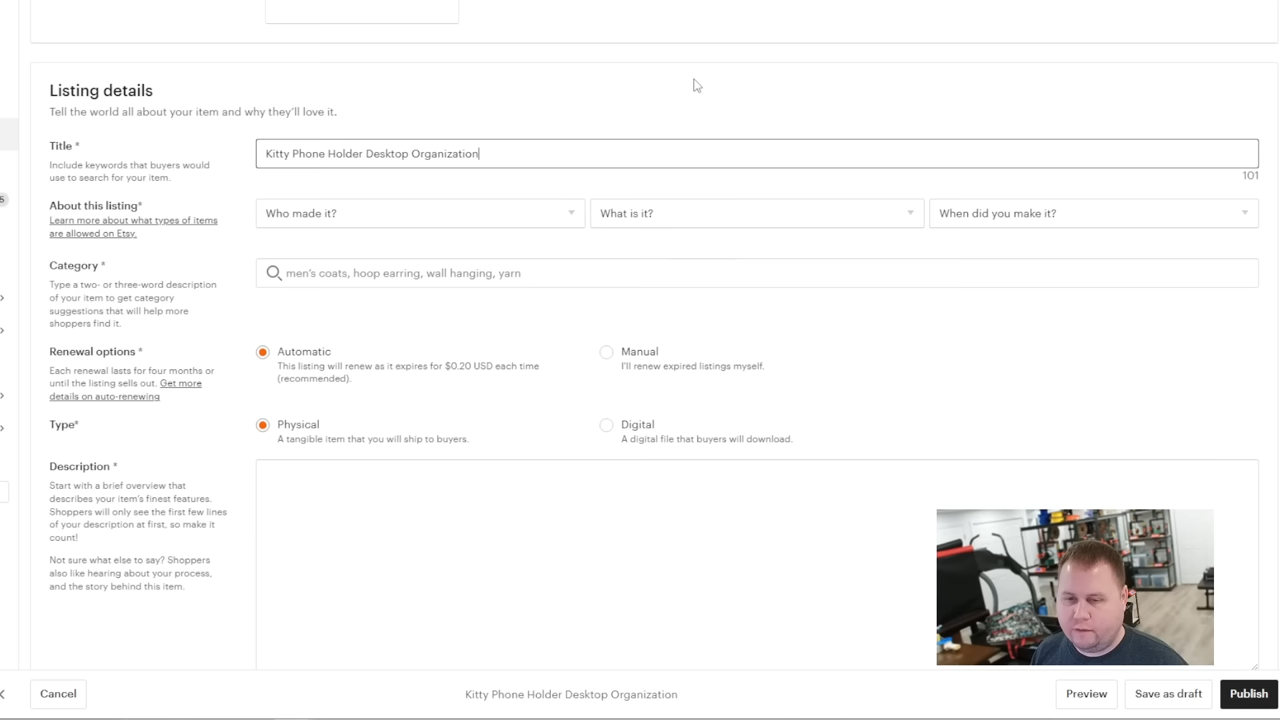 Listing details
Tell the world all about your item and why they'll love it.
Title *
Include keywords that buyers would
use to search for your item.
Kitty Phone Holder Desktop Organization
101
5
About this listing*
Learn more about what types of items
are allowed on Etsy.
Who made it?
What is it?
When did you make it?
Category *
Type a two- or three-word description
of your item to get category
suggestions that will help more
shoppers find it.
men's coats, hoop earring, wall hanging, yarn
Renewal options *
Each renewal lasts for four months or
until the listing sells out. Get more
details on auto-renewing
Automatic
This listing will renew as it expires for $0.20 USD each time
(recommended).
Manual
I'll renew expired listings myself.
Type*
Physical
A tangible item that you will ship to buyers.
Digital
A digital file that buyers will download.
Description *
Start with a brief overview that
describes your item's finest features.
Shoppers will only see the first few lines
of your description at first, so make it
count!
Not sure what else to say? Shoppers
also like hearing about your process,
and the story behind this item.
Cancel
Kitty Phone Holder Desktop Organization
Preview
Save as draft
Publish